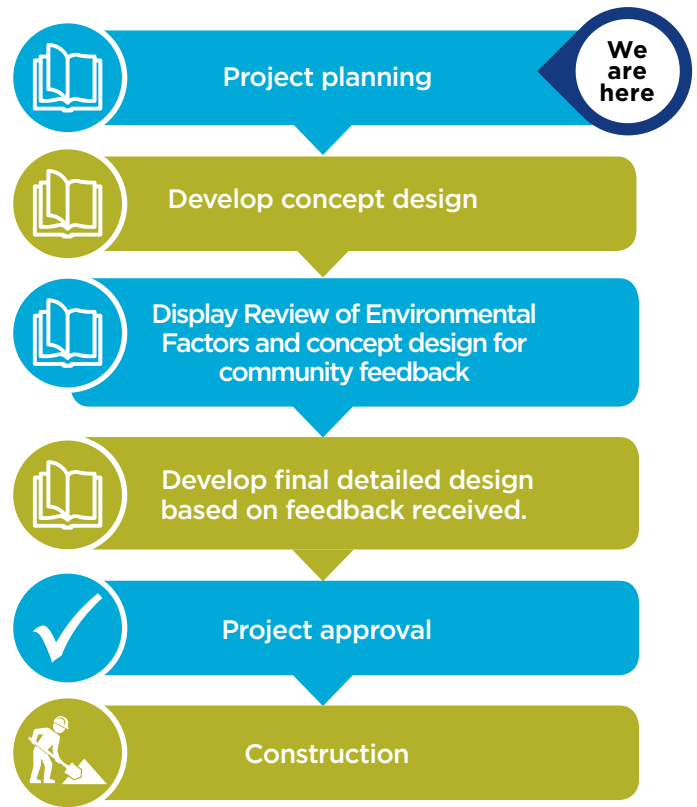 Project planning
We
are
here
Develop concept design
Display Review of Environmental
Factors and concept design for
community feedback
Develop final detailed design
based on feedback received.
Project approval
Construction